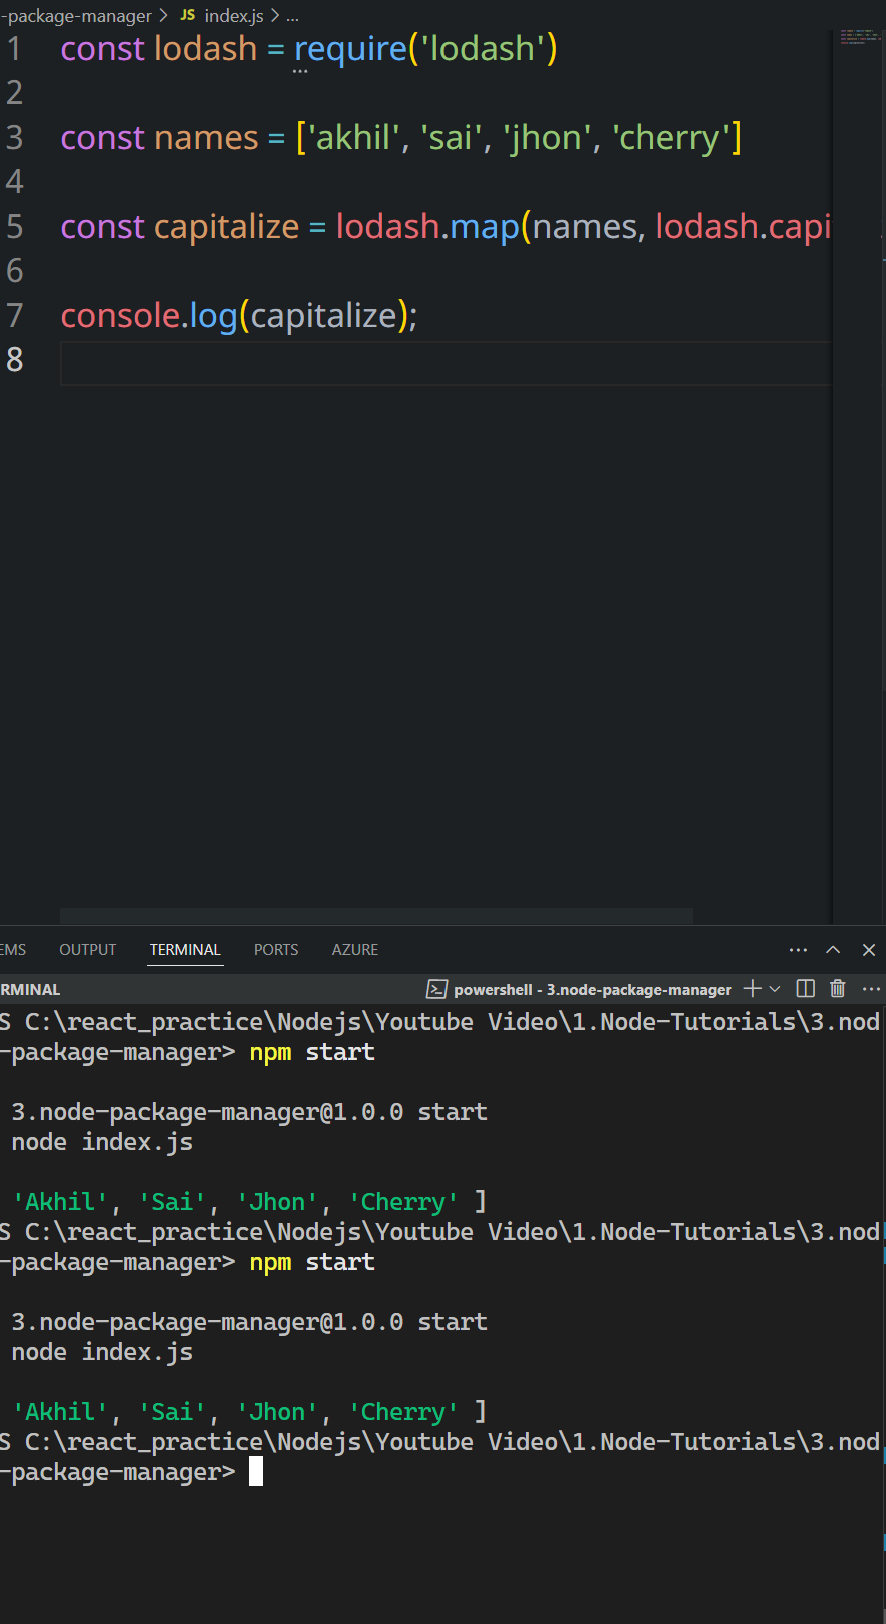 -package-manager > JS index.js > ...
1 const lodash = require('lodash')
2
3 const names = ['akhil', 'sai', 'jhon', 'cherry']
4
5 const capitalize = lodash.map(names, lodash.capi
6
7 console.log(capitalize);
8
EMS OUTPUT TERMINAL PORTS AZURE
RMINAL powershell - 3.node-package-manager
S C:\react_practice\Nodejs\Youtube Video\1.Node-Tutorials\3.nod
-package-manager> npm start
3.node-package-manager@1.0.0 start
node index.js
'Akhil', 'Sai', 'Jhon', 'Cherry' ]
S C:\react_practice\Nodejs\Youtube Video\1.Node-Tutorials\3.nod
-package-manager> npm start
3.node-package-manager@1.0.0 start
node index.js
'Akhil', 'Sai', 'Jhon', 'Cherry' ]
S C:\react_practice\Nodejs\Youtube Video\1.Node-Tutorials\3.nod
-package-manager>